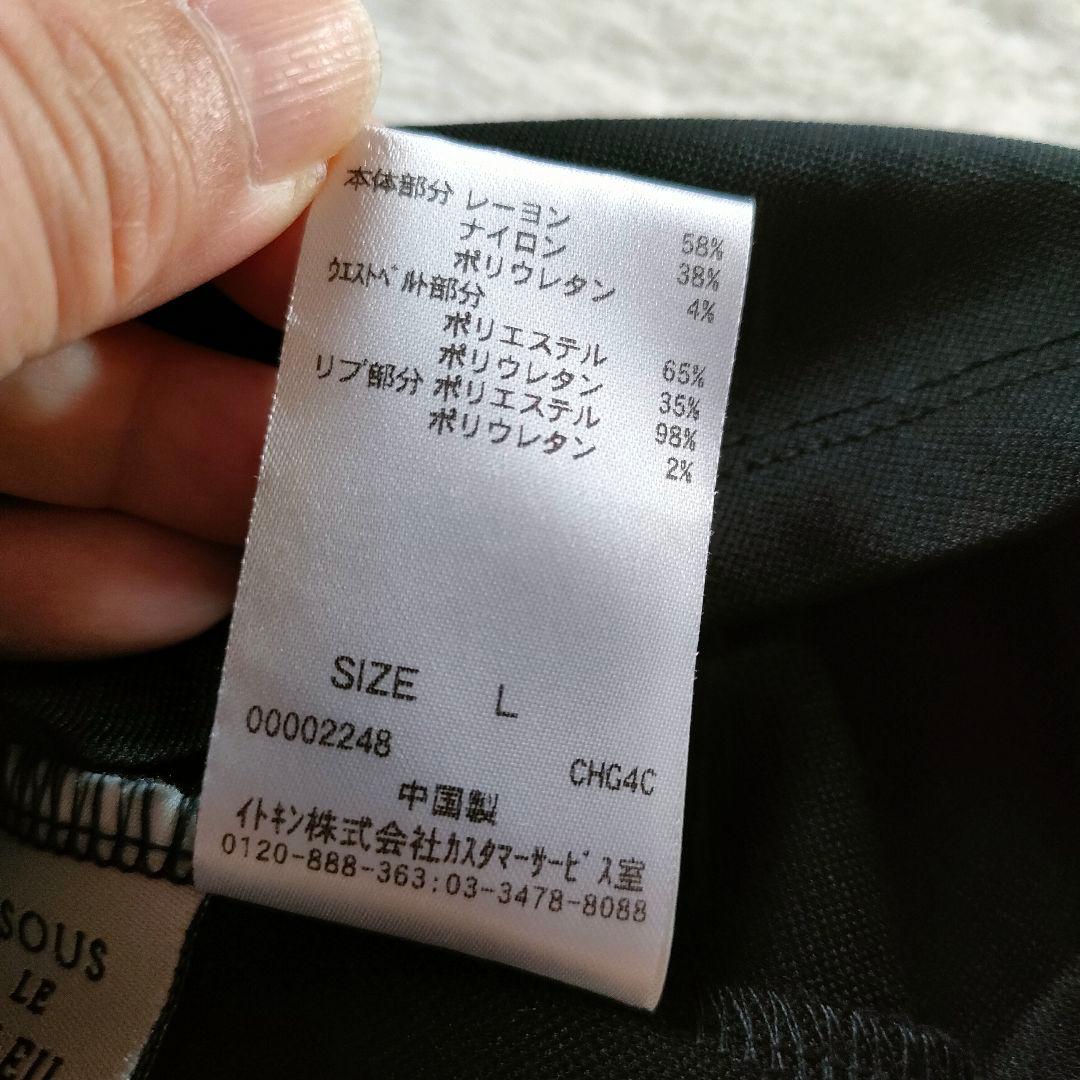 本体部分 レーヨン 58%
ナイロン 38%
ポリウレタン 4%
ｳｴｽﾄﾍﾞﾙﾄ部分
ポリエステル 65%
ポリウレタン 35%
リブ部分 ポリエステル 98%
ポリウレタン 2%
SIZE L
00002248
CHG4C
中国製
ｲﾄｷﾝ株式会社ｶｽﾀﾏｰｻｰﾋﾞｽ室
0120-888-363:03-3478-8088
SOUS
LE